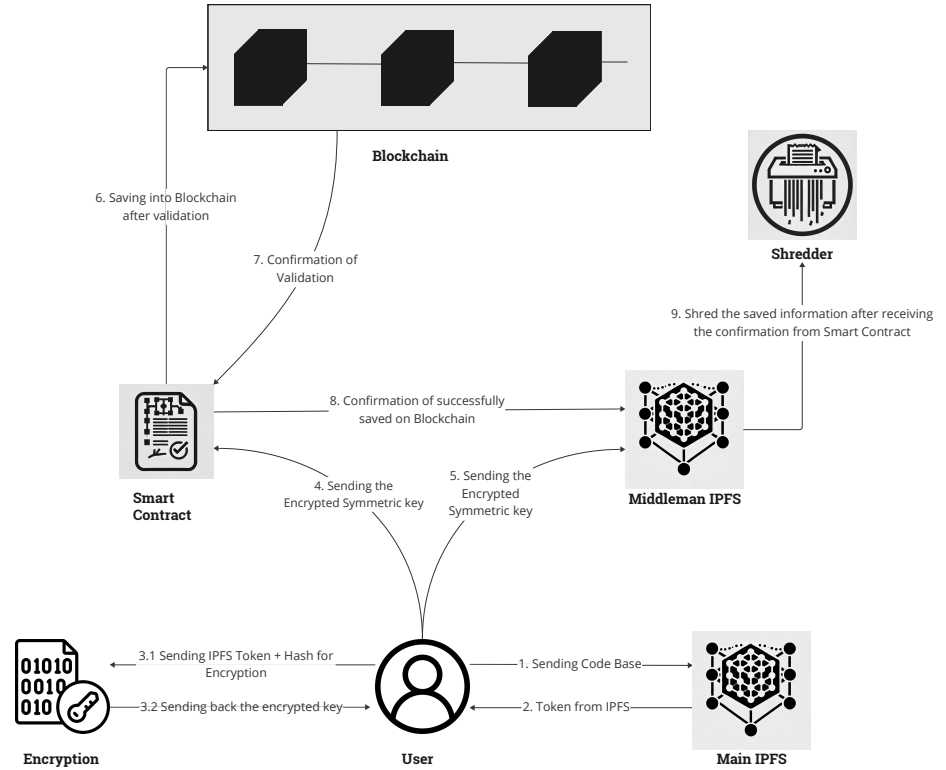 Blockchain
6. Saving into Blockchain
after validation
7. Confirmation of
Validation
Shredder
9. Shred the saved information after receiving
the confirmation from Smart Contract
8. Confirmation of successfully
saved on Blockchain
Smart
Contract
4. Sending the
Encrypted Symmetric key
5. Sending the
Encrypted
Symmetric key
Middleman IPFS
01010
0010
010
3.1 Sending IPFS Token + Hash for
Encryption
3.2 Sending back the encrypted key
1. Sending Code Base
2. Token from IPFS
Encryption
User
Main IPFS